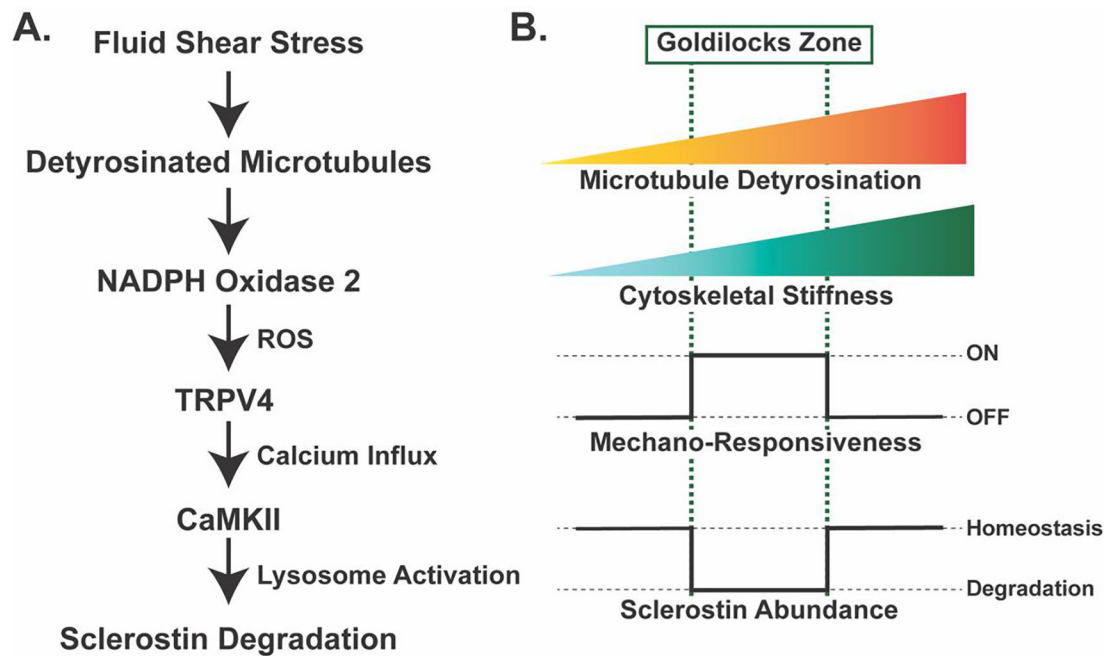 A.
Fluid Shear Stress
Detyrosinated Microtubules
NADPH Oxidase 2
ROS
TRPV4
Calcium Influx
CaMKII
Lysosome Activation
Sclerostin Degradation
B.
Goldilocks Zone
Microtubule Detyrosination
Cytoskeletal Stiffness
ON
OFF
Mechano-Responsiveness
Homeostasis
Degradation
Sclerostin Abundance